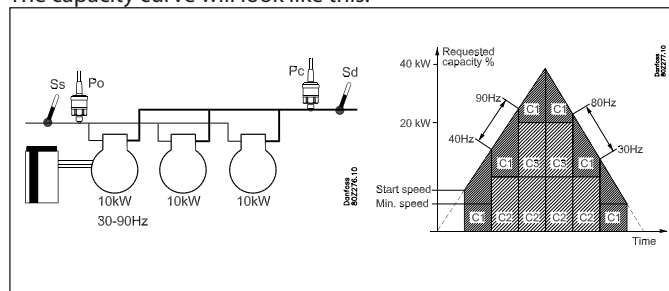 The capacity curve will look like this:
Ss
Po
Pc
Sd
10kW
10kW
10kW
30-90Hz
Danfoss
80Z276.10
Requested
capacity %
40 kW
20 kW
Start speed
Min. speed
90Hz
40Hz
80Hz
30Hz
C1
C1
C1
C3
C3
C1
C1
C2
C2
C2
C2
C1
Time
Danfoss
80Z277.10